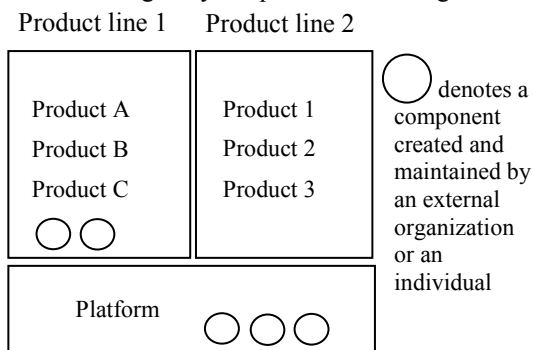 Product line 1 Product line 2
Product A
Product B
Product C
Product 1
Product 2
Product 3
denotes a
component
created and
maintained by
an external
organization
or an
individual
Platform